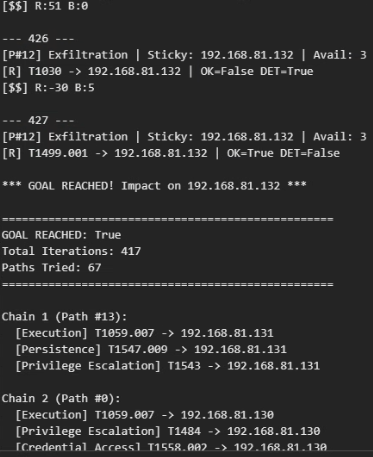 [$$] R:51 B:0
--- 426 ---
[P#12] Exfiltration | Sticky: 192.168.81.132 | Avail: 3
[R] T1030 -> 192.168.81.132 | OK=False DET=True
[$$] R:-30 B:5
--- 427 ---
[P#12] Exfiltration | Sticky: 192.168.81.132 | Avail: 3
[R] T1499.001 -> 192.168.81.132 | OK=True DET=False
*** GOAL REACHED! Impact on 192.168.81.132 ***
==================================================
GOAL REACHED: True
Total Iterations: 417
Paths Tried: 67
==================================================
Chain 1 (Path #13):
[Execution] T1059.007 -> 192.168.81.131
[Persistence] T1547.009 -> 192.168.81.131
[Privilege Escalation] T1543 -> 192.168.81.131
Chain 2 (Path #0):
[Execution] T1059.007 -> 192.168.81.130
[Privilege Escalation] T1484 -> 192.168.81.130
[Credential Access] T1558.002 -> 192.168.81.130